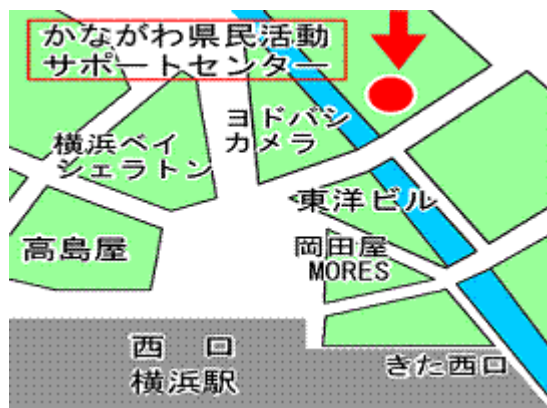 かながわ県民活動
サポートセンター
ヨドバシ
カメラ
横浜ベイ
シェラトン
東洋ビル
高島屋
岡田屋
MORES
西 口
横浜駅
きた西口